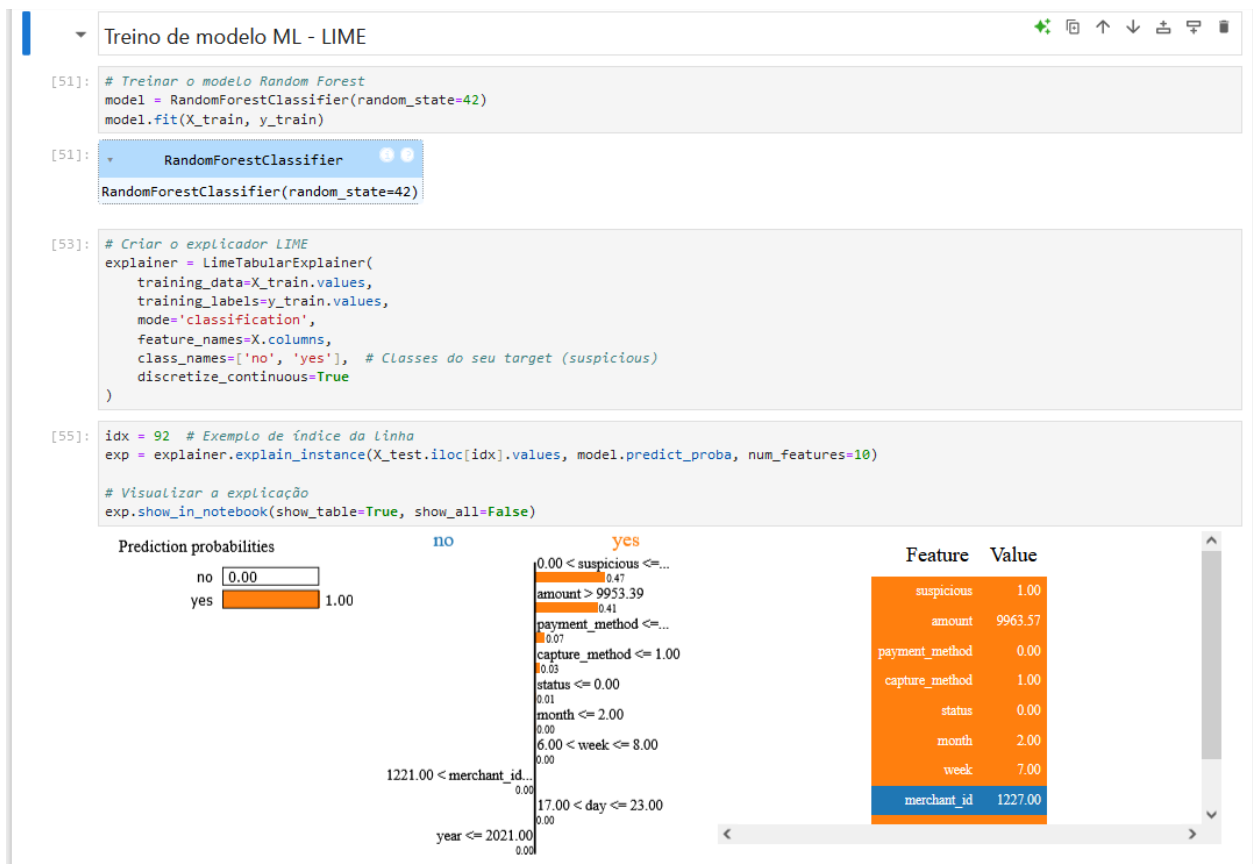 Treino de modelo ML - LIME
[51]: # Treinar o modelo Random Forest
model = RandomForestClassifier(random_state=42)
model.fit(X_train, y_train)
[51]: RandomForestClassifier
RandomForestClassifier(random_state=42)
[53]: # Criar o explicador LIME
explainer = LimeTabularExplainer(
training_data=X_train.values,
training_labels=y_train.values,
mode='classification',
feature_names=X.columns,
class_names=['no', 'yes'], # Classes do seu target (suspicious)
discretize_continuous=True
)
[55]: idx = 92 # Exemplo de índice da linha
exp = explainer.explain_instance(X_test.iloc[idx].values, model.predict_proba, num_features=10)
# Visualizar a explicação
exp.show_in_notebook(show_table=True, show_all=False)
Prediction probabilities
no 0.00
yes 1.00
no yes
0.00 < suspicious <=...
0.47
amount > 9953.39
0.41
payment_method <=...
0.07
capture_method <= 1.00
0.03
status <= 0.00
0.01
month <= 2.00
0.00
6.00 < week <= 8.00
0.00
1221.00 < merchant_id...
0.00
17.00 < day <= 23.00
0.00
year <= 2021.00
0.00
Feature Value
suspicious 1.00
amount 9963.57
payment_method 0.00
capture_method 1.00
status 0.00
month 2.00
week 7.00
merchant_id 1227.00